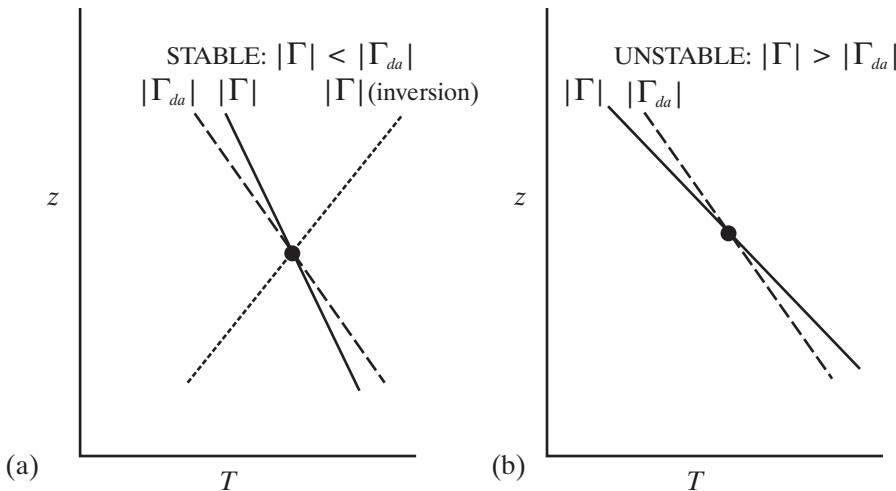 STABLE: |Γ| < |Γ_da|
|Γ_da| |Γ| |Γ| (inversion)
z
(a)
T
UNSTABLE: |Γ| > |Γ_da|
|Γ| |Γ_da|
z
(b)
T